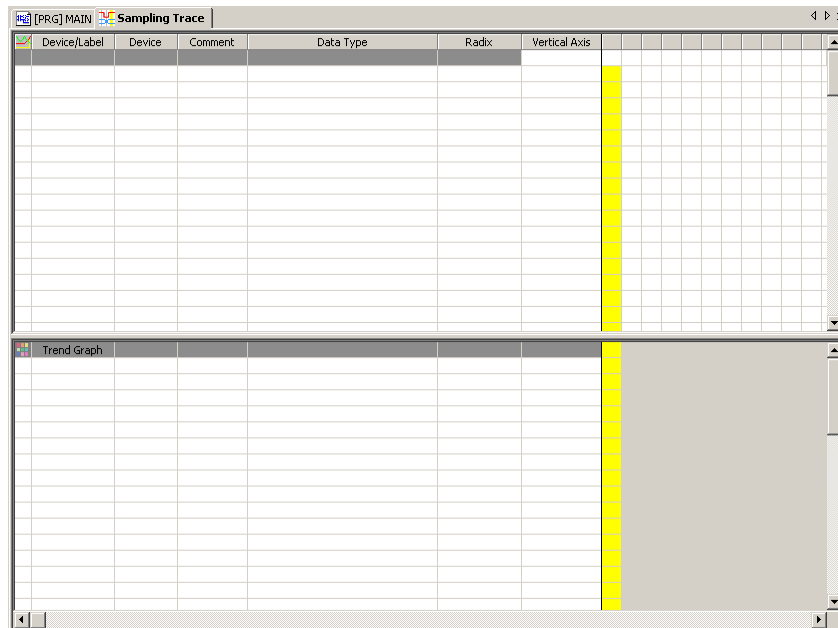 [PRG] MAIN Sampling Trace
Device/Label Device Comment Data Type Radix Vertical Axis
Trend Graph